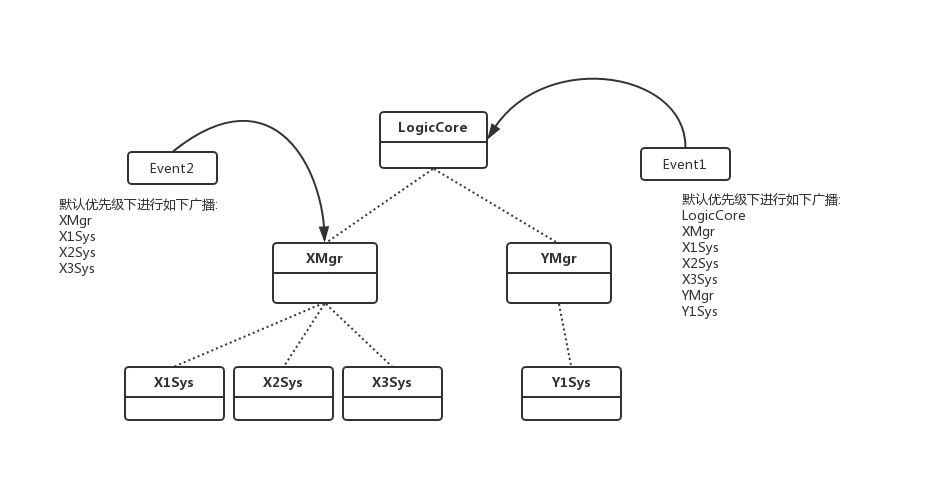 LogicCore
Event2
Event1
默认优先级下进行如下广播:
XMgr
X1Sys
X2Sys
X3Sys
默认优先级下进行如下广播:
LogicCore
XMgr
X1Sys
X2Sys
X3Sys
YMgr
Y1Sys
XMgr
YMgr
X1Sys
X2Sys
X3Sys
Y1Sys